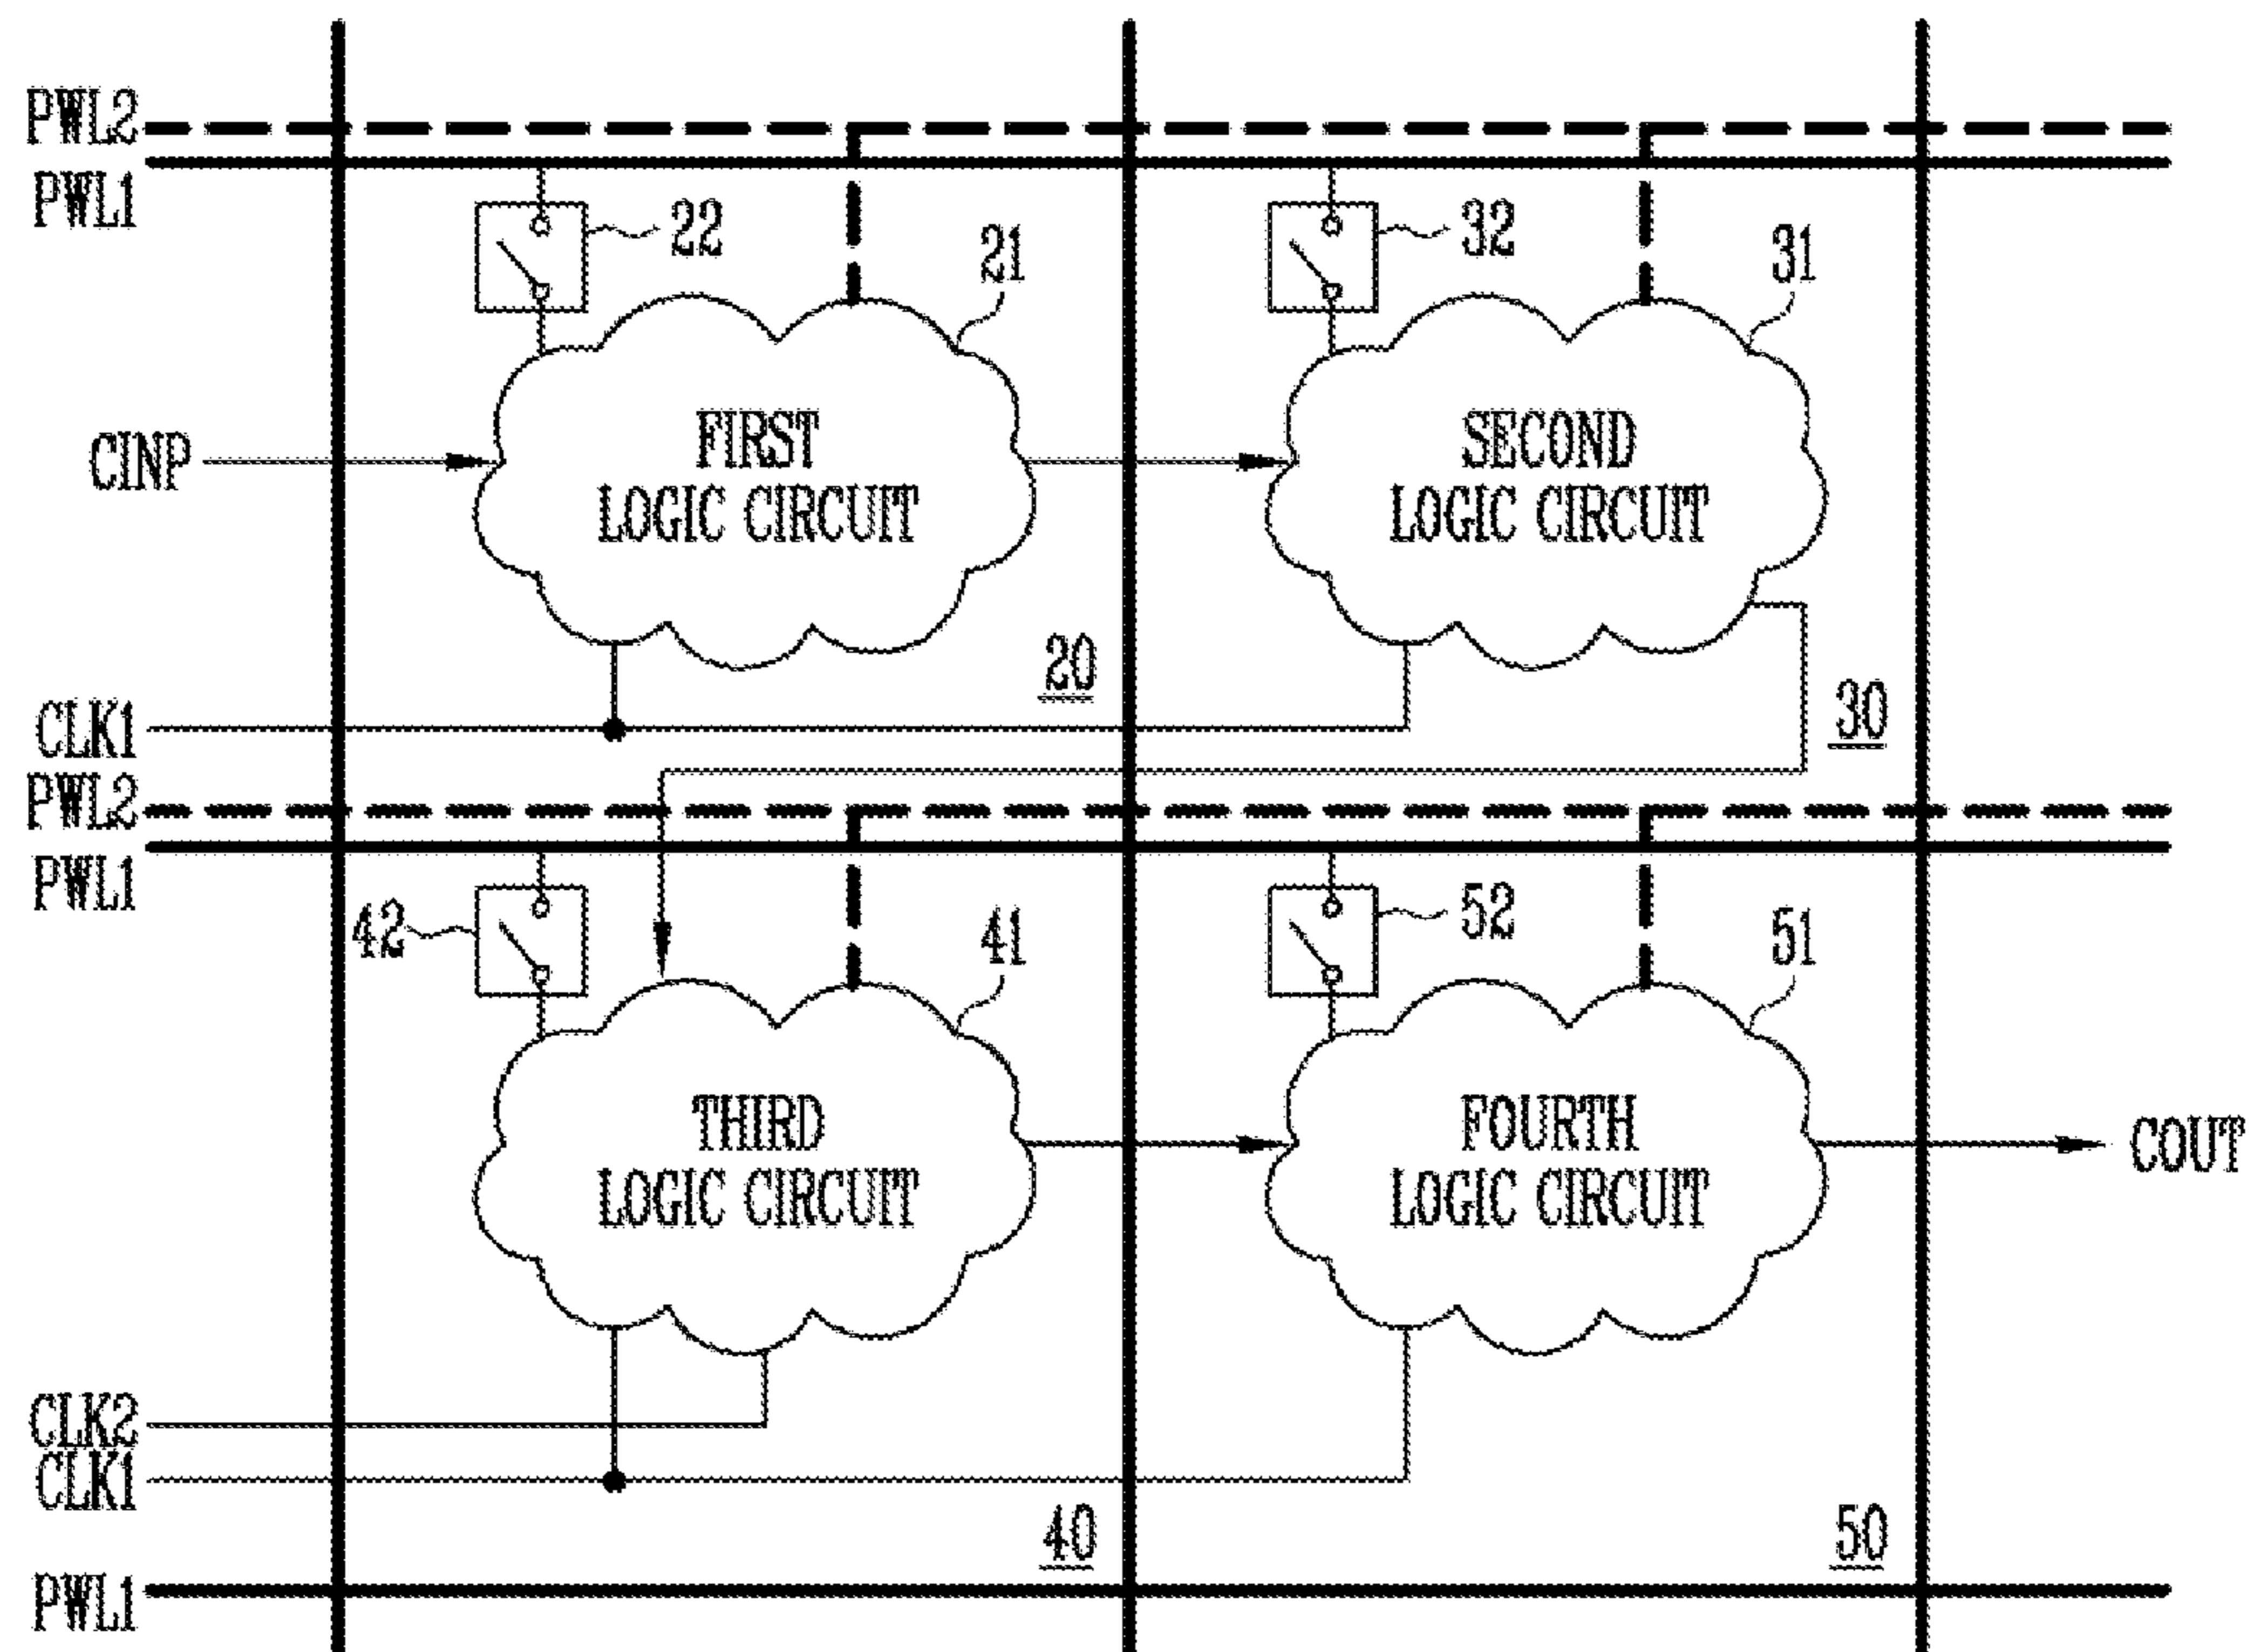 PWL2
PWL1
22
32
21
31
CINP
FIRST
LOGIC CIRCUIT
SECOND
LOGIC CIRCUIT
20
30
CLK1
PWL2
PWL1
42
41
52
51
THIRD
LOGIC CIRCUIT
FOURTH
LOGIC CIRCUIT
COUT
CLK2
CLK1
40
50
PWL1